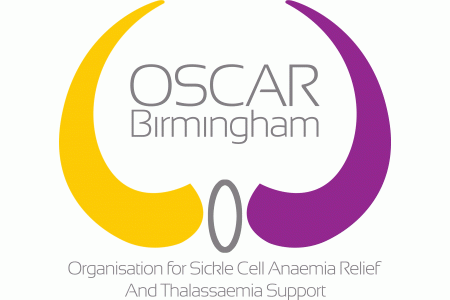 OSCAR
Birmingham
Organisation for Sickle Cell Anaemia Relief
And Thalassaemia Support